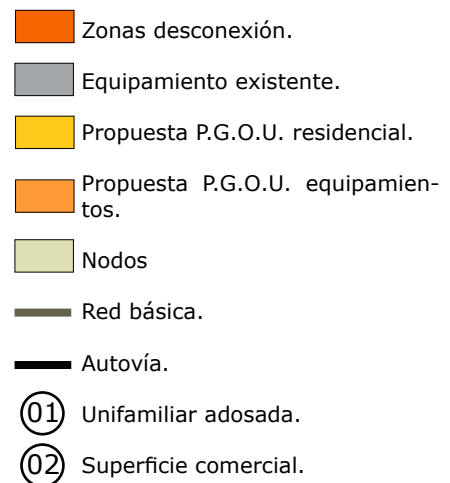 Zonas desconexión.
Equipamiento existente.
Propuesta P.G.O.U. residencial.
Propuesta P.G.O.U. equipamien-
tos.
Nodos
Red básica.
Autovía.
01 Unifamiliar adosada.
02 Superficie comercial.